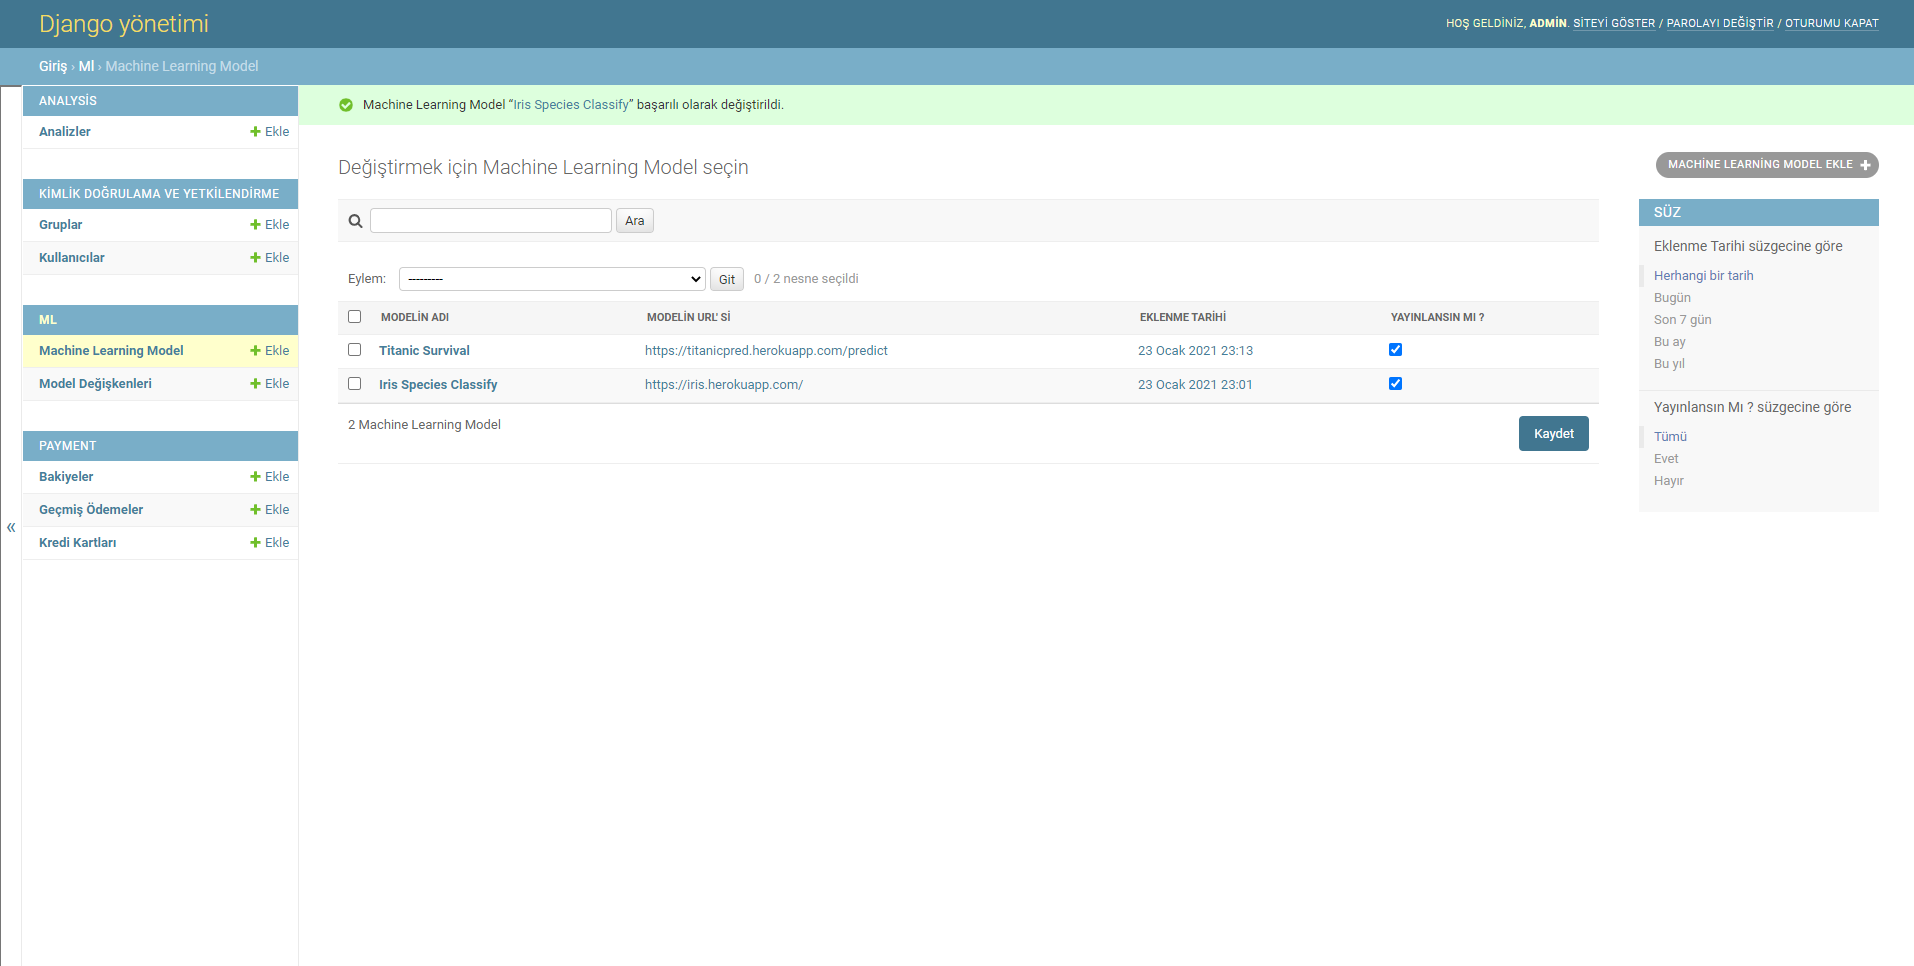 Django yönetimi
HOŞ GELDİNİZ, ADMIN. SİTEYİ GÖSTER / PAROLAYI DEĞİŞTİR / OTURUMU KAPAT
Giriş › Ml › Machine Learning Model
ANALYSİS
Analizler Ekle
KİMLİK DOĞRULAMA VE YETKİLENDİRME
Gruplar Ekle
Kullanıcılar Ekle
ML
Machine Learning Model Ekle
Model Değişkenleri Ekle
PAYMENT
Bakiyeler Ekle
Geçmiş Ödemeler Ekle
Kredi Kartları Ekle
«
Machine Learning Model “Iris Species Classify” başarılı olarak değiştirildi.
Değiştirmek için Machine Learning Model seçin
MACHİNE LEARNİNG MODEL EKLE
Ara
Eylem: --------- Git 0 / 2 nesne seçildi
MODELİN ADI MODELİN URL' Sİ EKLENME TARİHİ YAYINLANSIN MI ?
Titanic Survival https://titanicpred.herokuapp.com/predict 23 Ocak 2021 23:13
Iris Species Classify https://iris.herokuapp.com/ 23 Ocak 2021 23:01
2 Machine Learning Model
Kaydet
SÜZ
Eklenme Tarihi süzgecine göre
Herhangi bir tarih
Bugün
Son 7 gün
Bu ay
Bu yıl
Yayınlansın Mı ? süzgecine göre
Tümü
Evet
Hayır